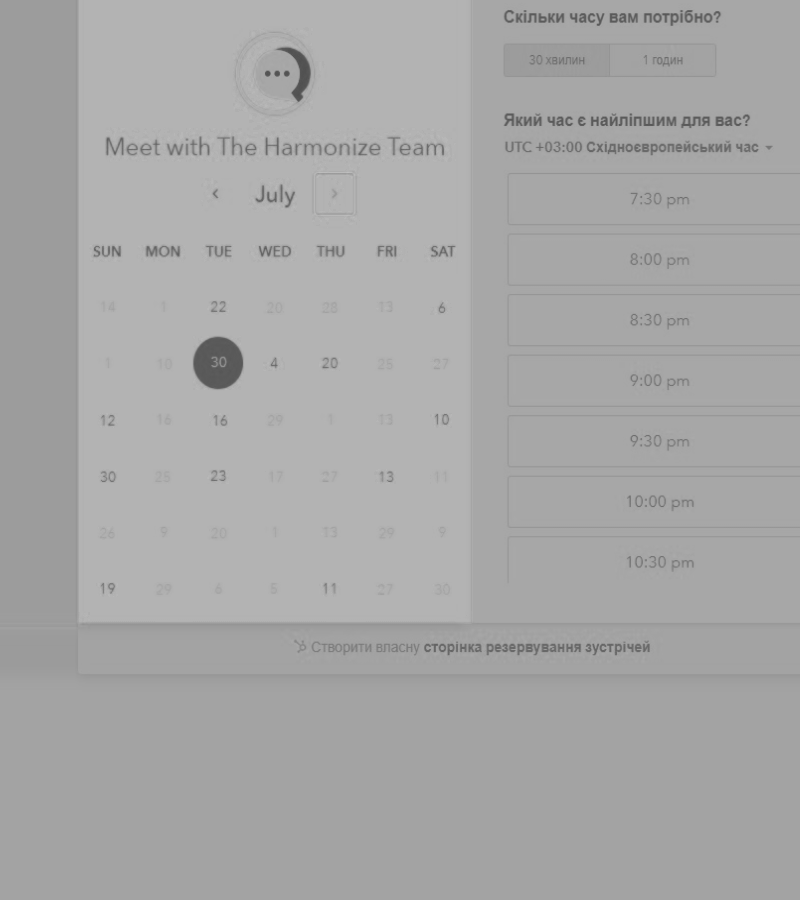 Meet with The Harmonize Team
July
SUN MON TUE WED THU FRI SAT
14 1 22 20 28 13 6
1 10 30 4 20 25 27
12 16 16 29 1 13 10
30 25 23 17 27 13 11
26 9 20 1 13 29 9
19 29 6 5 11 27 30
Скільки часу вам потрібно?
30 хвилин 1 годин
Який час є найліпшим для вас?
UTC +03:00 Східноєвропейський час
7:30 pm
8:00 pm
8:30 pm
9:00 pm
9:30 pm
10:00 pm
10:30 pm
Створити власну сторінка резервування зустрічей